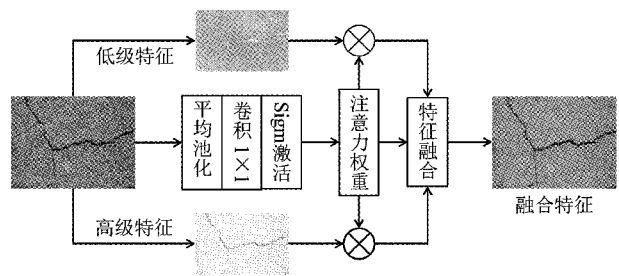 低级特征
平均池化
卷积 1×1
Sigm激活
注意力权重
特征融合
融合特征
高级特征